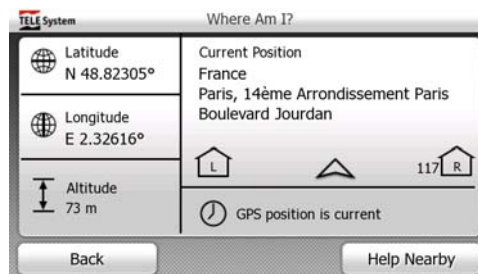 TELE System
Where Am I?
Latitude
N 48.82305°
Longitude
E 2.32616°
Altitude
73 m
Current Position
France
Paris, 14ème Arrondissement Paris
Boulevard Jourdan
L
117 R
GPS position is current
Back
Help Nearby